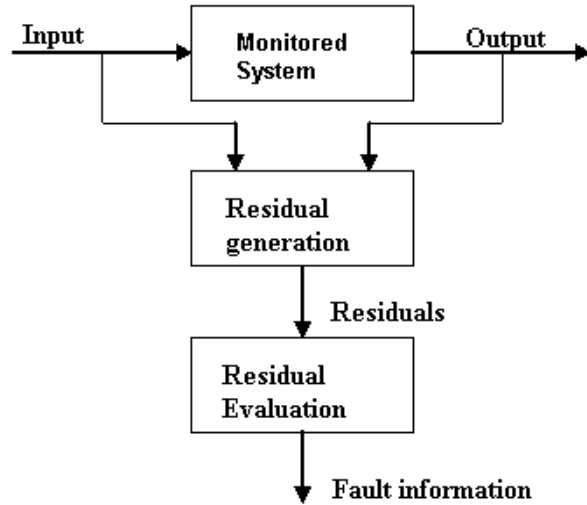 Input
Monitored
System
Output
Residual
generation
Residuals
Residual
Evaluation
Fault information